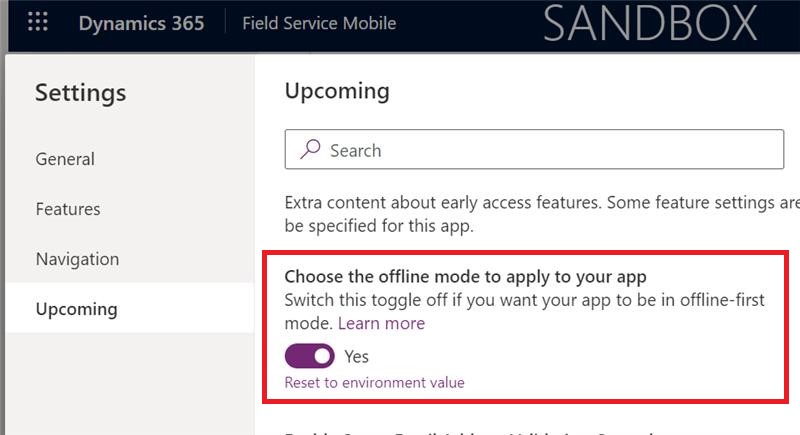 Dynamics 365 Field Service Mobile SANDBOX
Settings
General
Features
Navigation
Upcoming
Upcoming
Search
Extra content about early access features. Some feature settings are
be specified for this app.
Choose the offline mode to apply to your app
Switch this toggle off if you want your app to be in offline-first
mode. Learn more
Yes
Reset to environment value